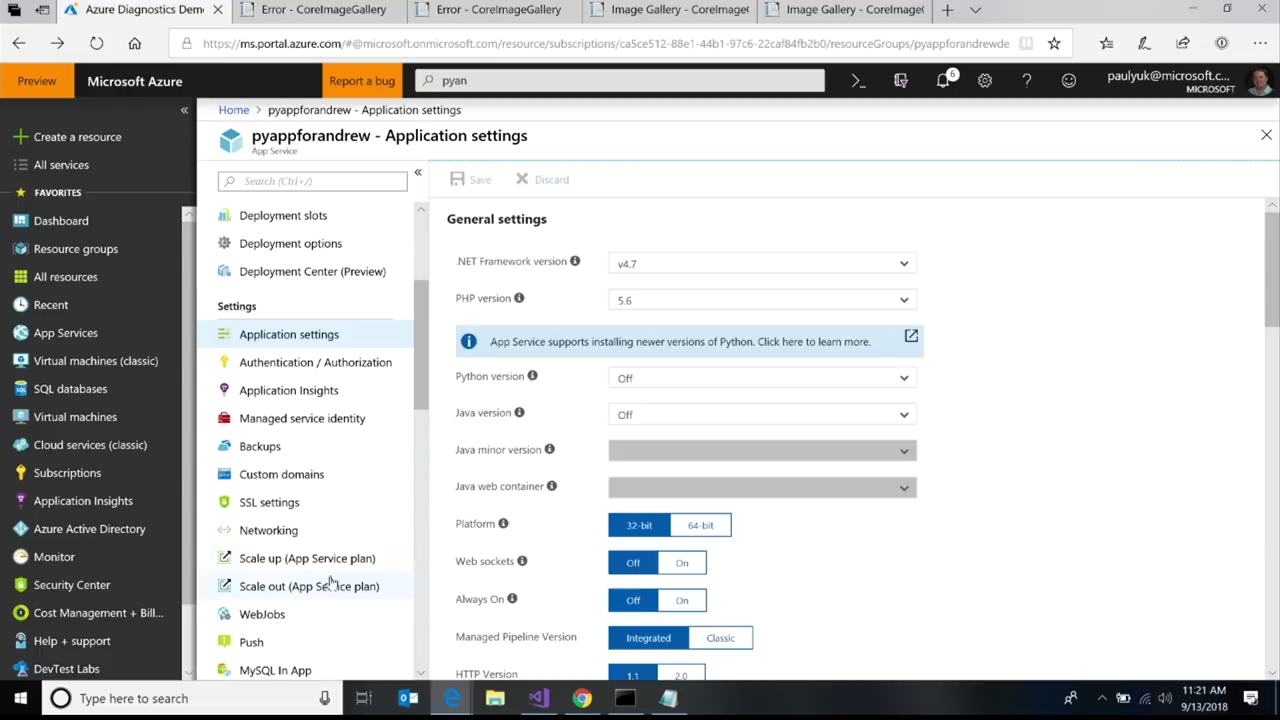 Azure Diagnostics Demo
Error - CoreImageGallery
Error - CoreImageGallery
Image Gallery - CoreImageG
Image Gallery - CoreImageG
https://ms.portal.azure.com/#@microsoft.onmicrosoft.com/resource/subscriptions/ca5ce512-88e1-44b1-97c6-22caf84fb2b0/resourceGroups/pyappforandrewde
Preview
Microsoft Azure
Report a bug
pyan
6
paulyuk@microsoft.c...
MICROSOFT
Home > pyappforandrew - Application settings
pyappforandrew - Application settings
App Service
Create a resource
All services
FAVORITES
Dashboard
Resource groups
All resources
Recent
App Services
Virtual machines (classic)
SQL databases
Virtual machines
Cloud services (classic)
Subscriptions
Application Insights
Azure Active Directory
Monitor
Security Center
Cost Management + Bill...
Help + support
DevTest Labs
Search (Ctrl+/)
Deployment slots
Deployment options
Deployment Center (Preview)
Settings
Application settings
Authentication / Authorization
Application Insights
Managed service identity
Backups
Custom domains
SSL settings
Networking
Scale up (App Service plan)
Scale out (App Service plan)
WebJobs
Push
MySQL In App
Save
Discard
General settings
.NET Framework version
v4.7
PHP version
5.6
App Service supports installing newer versions of Python. Click here to learn more.
Python version
Off
Java version
Off
Java minor version
Java web container
Platform
32-bit
64-bit
Web sockets
Off
On
Always On
Off
On
Managed Pipeline Version
Integrated
Classic
HTTP Version
1.1
2.0
Type here to search
11:21 AM
9/13/2018